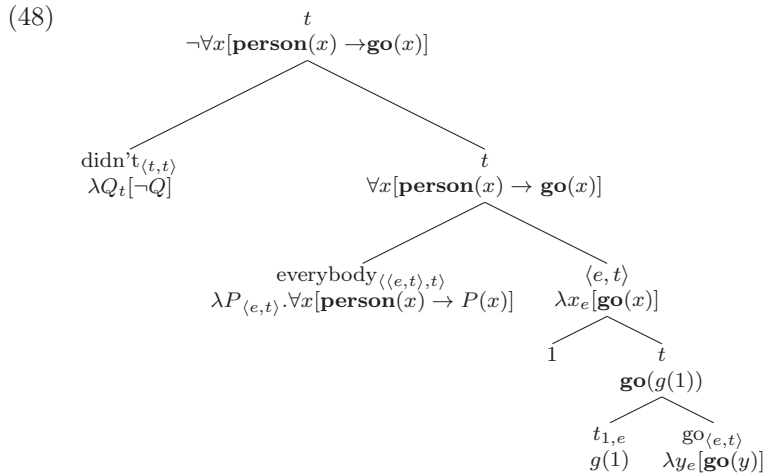 (48)
t
¬∀x[person(x) →go(x)]
didn't⟨t,t⟩
λQt[¬Q]
t
∀x[person(x) → go(x)]
everybody⟨⟨e,t⟩,t⟩
λP⟨e,t⟩.∀x[person(x) → P(x)]
⟨e, t⟩
λxe[go(x)]
1
t
go(g(1))
t1,e
g(1)
go⟨e,t⟩
λye[go(y)]